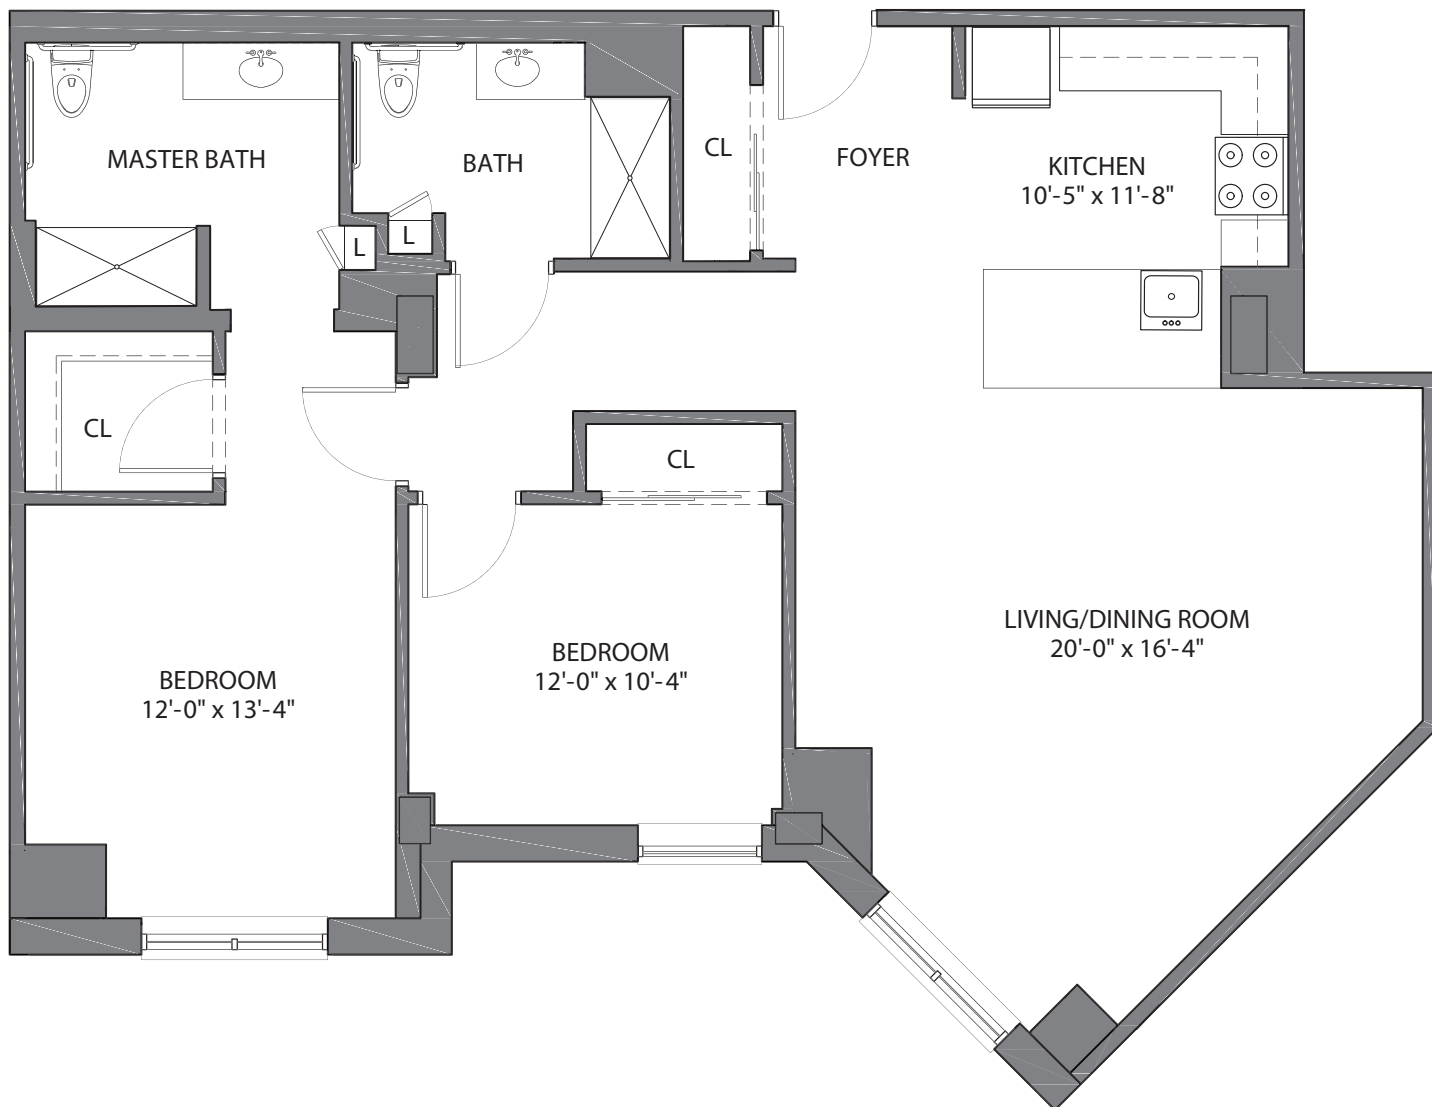 MASTER BATH
BATH
CL
FOYER
KITCHEN
10'-5" x 11'-8"
L
L
CL
CL
BEDROOM
12'-0" x 13'-4"
BEDROOM
12'-0" x 10'-4"
LIVING/DINING ROOM
20'-0" x 16'-4"